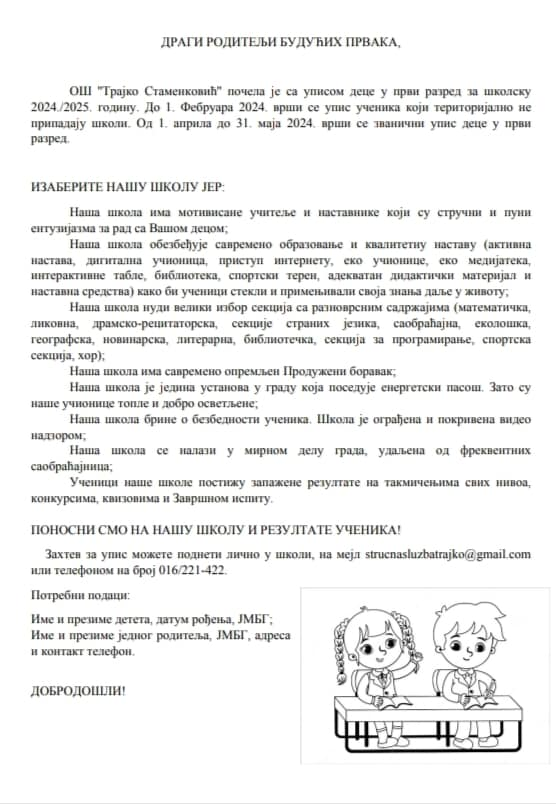 ДРАГИ РОДИТЕЉИ БУДУЋИХ ПРВАКА,
ОШ "Трајко Стаменковић" почела је са уписом деце у први разред за школску
2024./2025. годину. До 1. Фебруара 2024. врши се упис ученика који територијално не
припадају школи. Од 1. априла до 31. маја 2024. врши се званични упис деце у први
разред.
ИЗАБЕРИТЕ НАШУ ШКОЛУ ЈЕР:
Наша школа има мотивисане учитеље и наставнике који су стручни и пуни
ентузијазма за рад са Вашом децом;
Наша школа обезбеђује савремено образовање и квалитетну наставу (активна
настава, дигитална учионица, приступ интернету, еко учионице, еко медијатека,
интерактивне табле, библиотека, спортски терен, адекватан дидактички материјал и
наставна средства) како би ученици стекли и примењивали своја знања даље у животу;
Наша школа нуди велики избор секција са разноврсним садржајима (математичка,
ликовна, драмско-рецитаторска, секције страних језика, саобраћајна, еколошка,
географска, новинарска, литерарна, библиотечка, секција за програмирање, спортска
секција, хор);
Наша школа има савремено опремљен Продужени боравак;
Наша школа је једина установа у граду која поседује енергетски пасош. Зато су
наше учионице топле и добро осветљене;
Наша школа брине о безбедности ученика. Школа је ограђена и покривена видео
надзором;
Наша школа се налази у мирном делу града, удаљена од фреквентних
саобраћајница;
Ученици наше школе постижу запажене резултате на такмичењима свих нивоа,
конкурсима, квизовима и Завршном испиту.
ПОНОСНИ СМО НА НАШУ ШКОЛУ И РЕЗУЛТАТЕ УЧЕНИКА!
Захтев за упис можете поднети лично у школи, на мејл strucnasluzbatrajko@gmail.com
или телефоном на број 016/221-422.
Потребни подаци:
Име и презиме детета, датум рођења, ЈМБГ;
Име и презиме једног родитеља, ЈМБГ, адреса
и контакт телефон.
ДОБРОДОШЛИ!